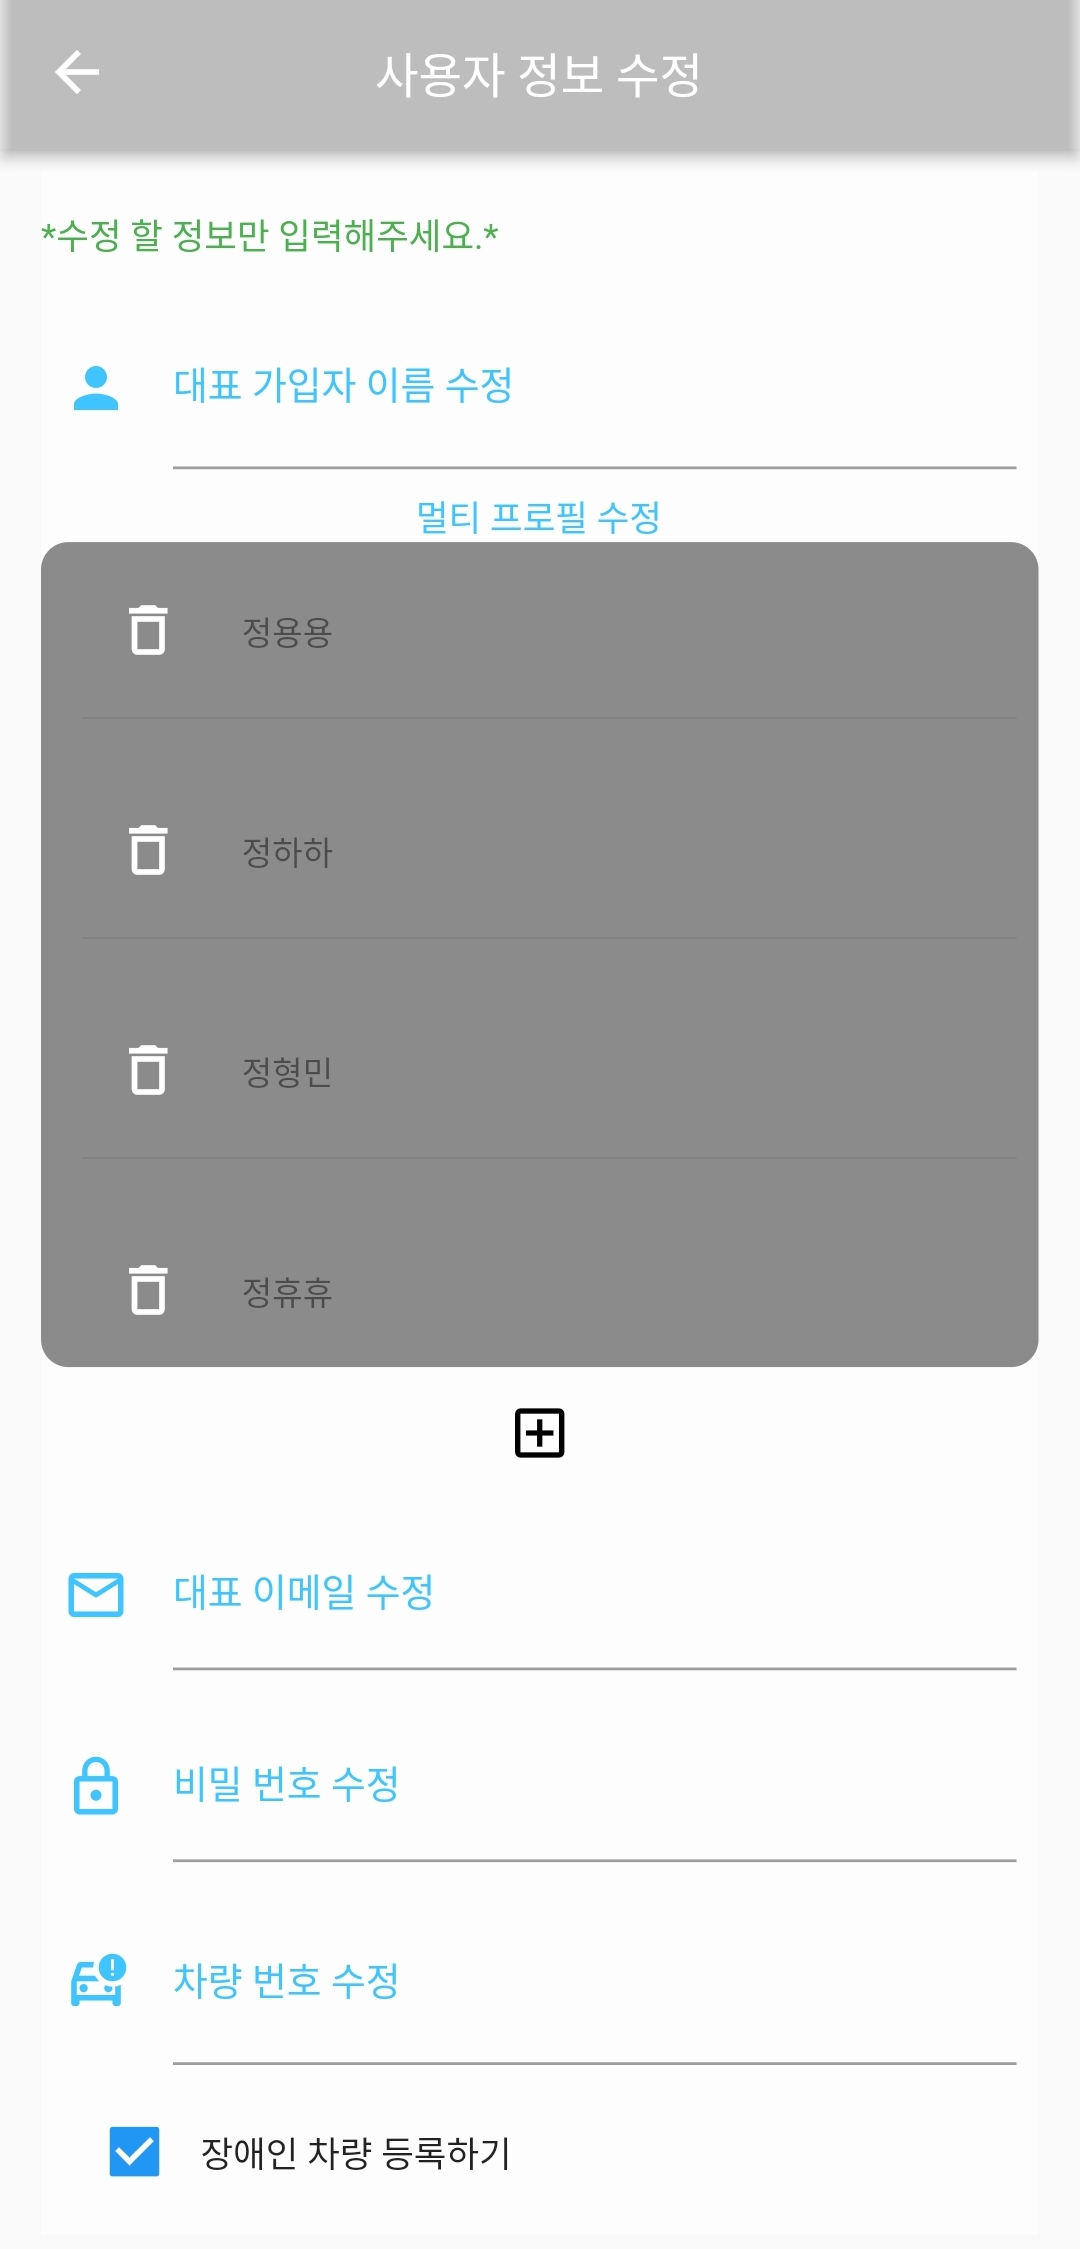 사용자 정보 수정
*수정 할 정보만 입력해주세요.*
대표 가입자 이름 수정
멀티 프로필 수정
정용용
정하하
정형민
정휴휴
대표 이메일 수정
비밀 번호 수정
차량 번호 수정
장애인 차량 등록하기